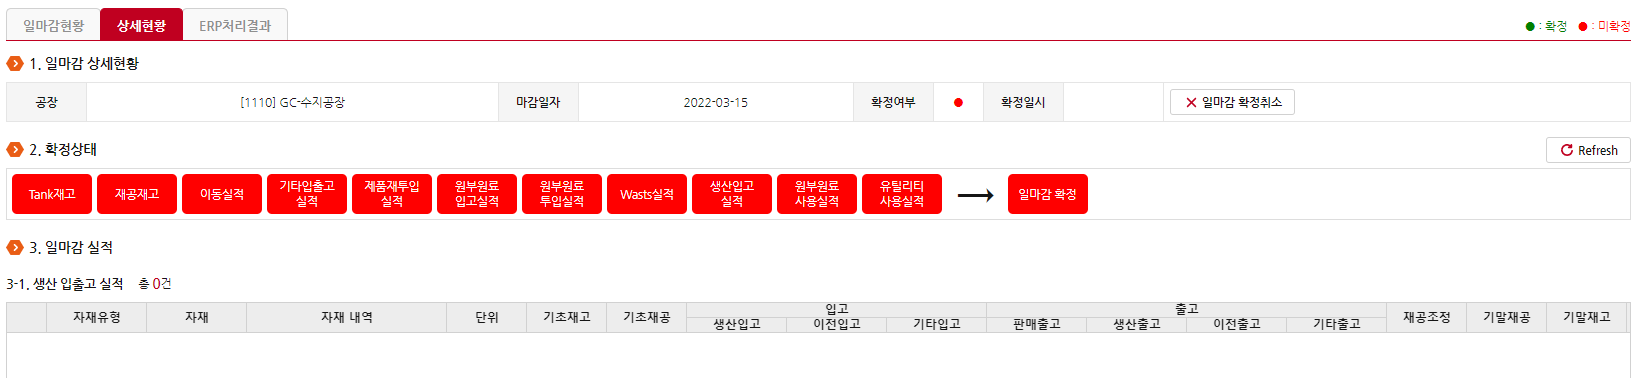 일마감현황 상세현황 ERP처리결과
● : 확정 ● : 미확정
1. 일마감 상세현황
공장 [1110] GC-수지공장 마감일자 2022-03-15 확정여부 ● 확정일시 일마감 확정취소
2. 확정상태 Refresh
Tank재고
재공재고
이동실적
기타입출고
실적
제품재투입
실적
원부원료
입고실적
원부원료
투입실적
Wasts실적
생산입고
실적
원부원료
사용실적
유틸리티
사용실적
일마감 확정
3. 일마감 실적
3-1. 생산 입출고 실적 총 0건
자재유형 자재 자재 내역 단위 기초재고 기초재공 입고 출고 재공조정 기말재공 기말재고
생산입고 이전입고 기타입고 판매출고 생산출고 이전출고 기타출고